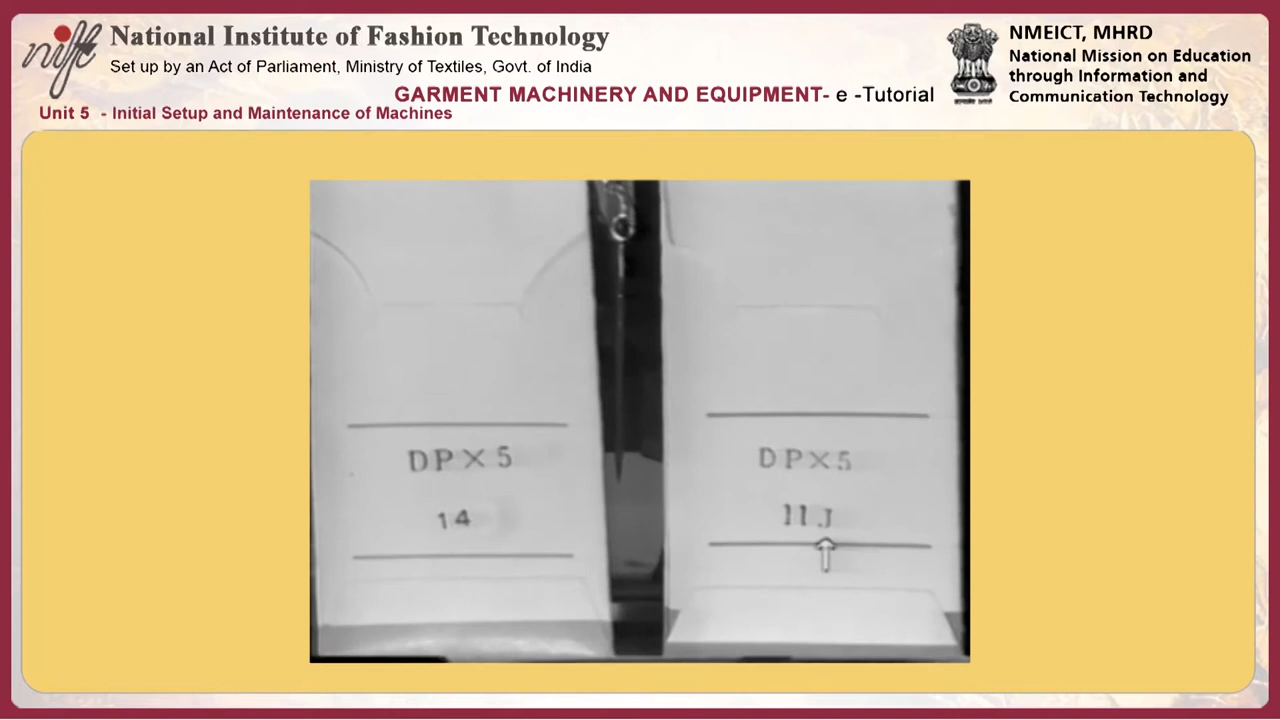 nift
National Institute of Fashion Technology
Set up by an Act of Parliament, Ministry of Textiles, Govt. of India
NMEICT, MHRD
National Mission on Education
through Information and
Communication Technology
GARMENT MACHINERY AND EQUIPMENT- e -Tutorial
Unit 5 - Initial Setup and Maintenance of Machines
DP×5
14
DP×5
11J